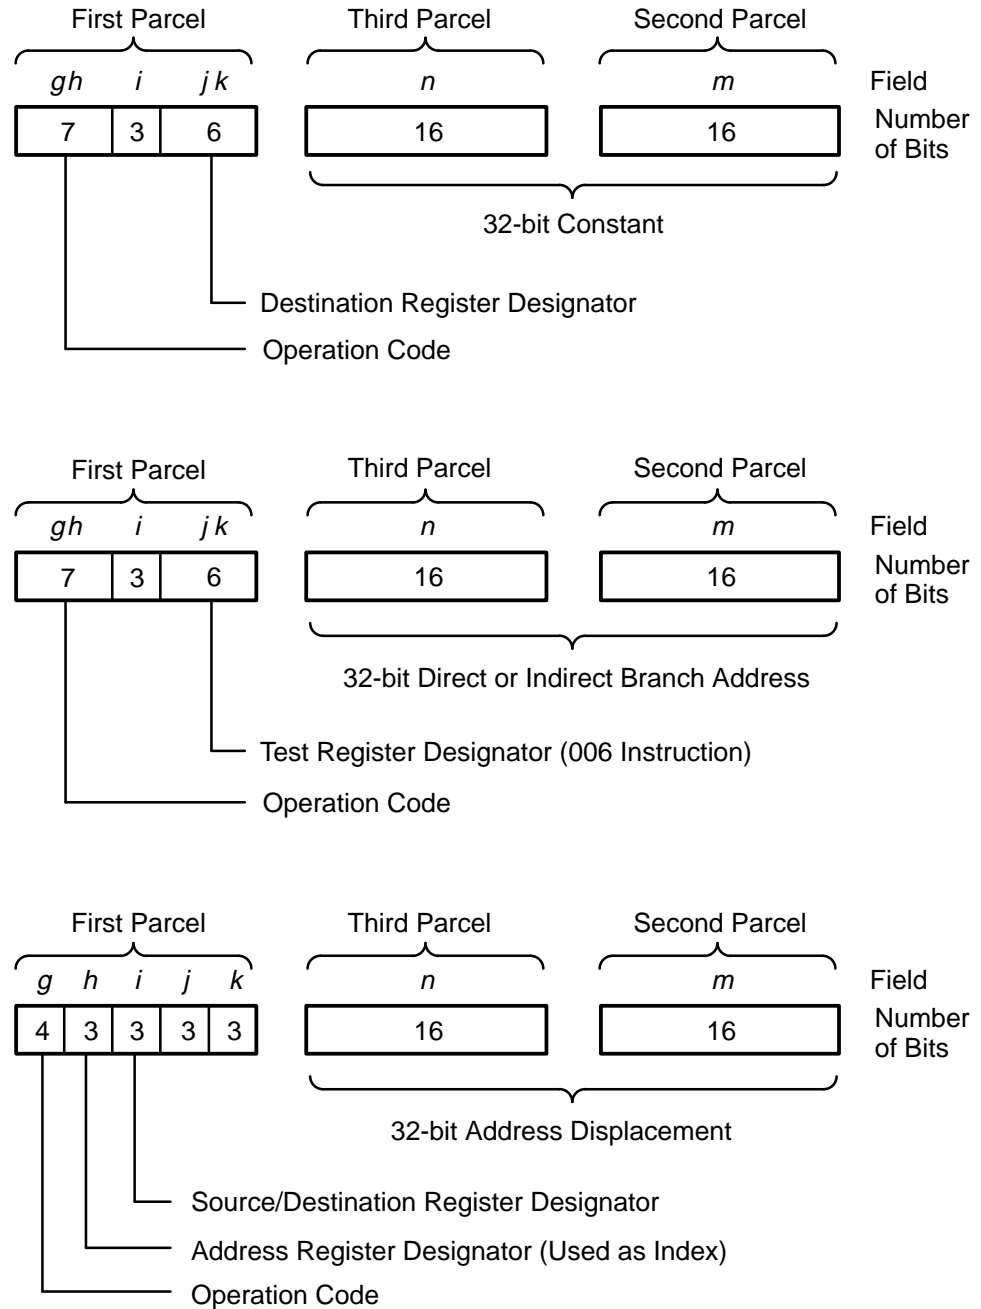 First Parcel Third Parcel Second Parcel
gh i j k n m Field
7 3 6 16 16 Number of Bits
32-bit Constant
Destination Register Designator
Operation Code
First Parcel Third Parcel Second Parcel
gh i j k n m Field
7 3 6 16 16 Number of Bits
32-bit Direct or Indirect Branch Address
Test Register Designator (006 Instruction)
Operation Code
First Parcel Third Parcel Second Parcel
g h i j k n m Field
4 3 3 3 3 16 16 Number of Bits
32-bit Address Displacement
Source/Destination Register Designator
Address Register Designator (Used as Index)
Operation Code